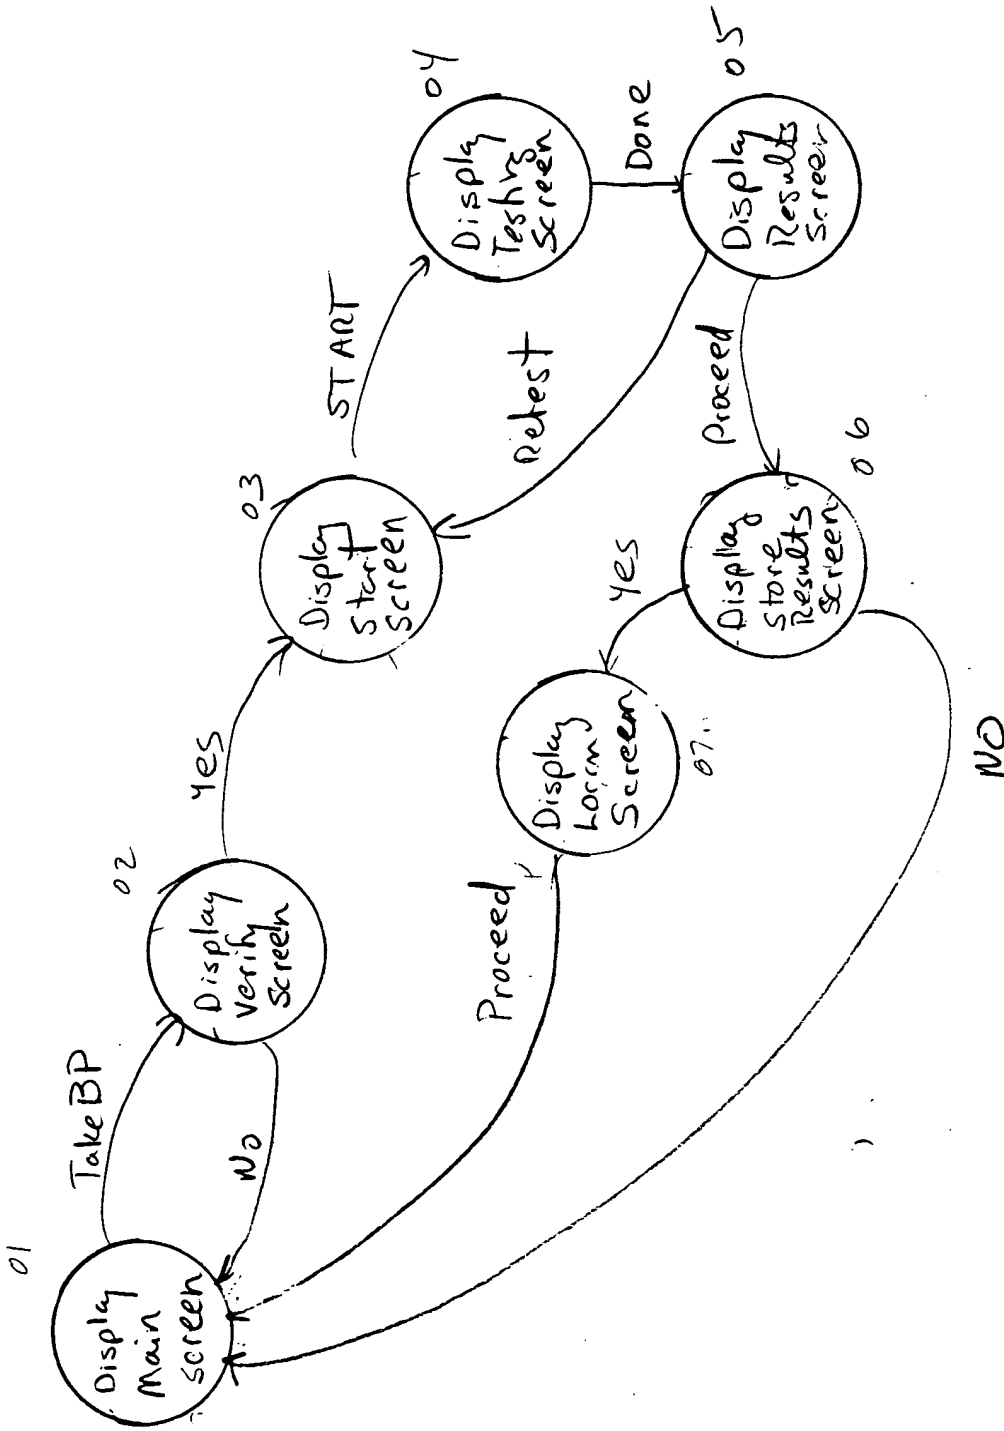 01
Display
Main
Screen
Take BP
NO
02
Display
Verify
Screen
Yes
03
Display
Start
Screen
START
04
Display
Testing
Screen
Done
05
Display
Results
Screen
Retest
Proceed
06
Display
Store
Results
Screen
Yes
NO
07
Display
Screen
Proceed